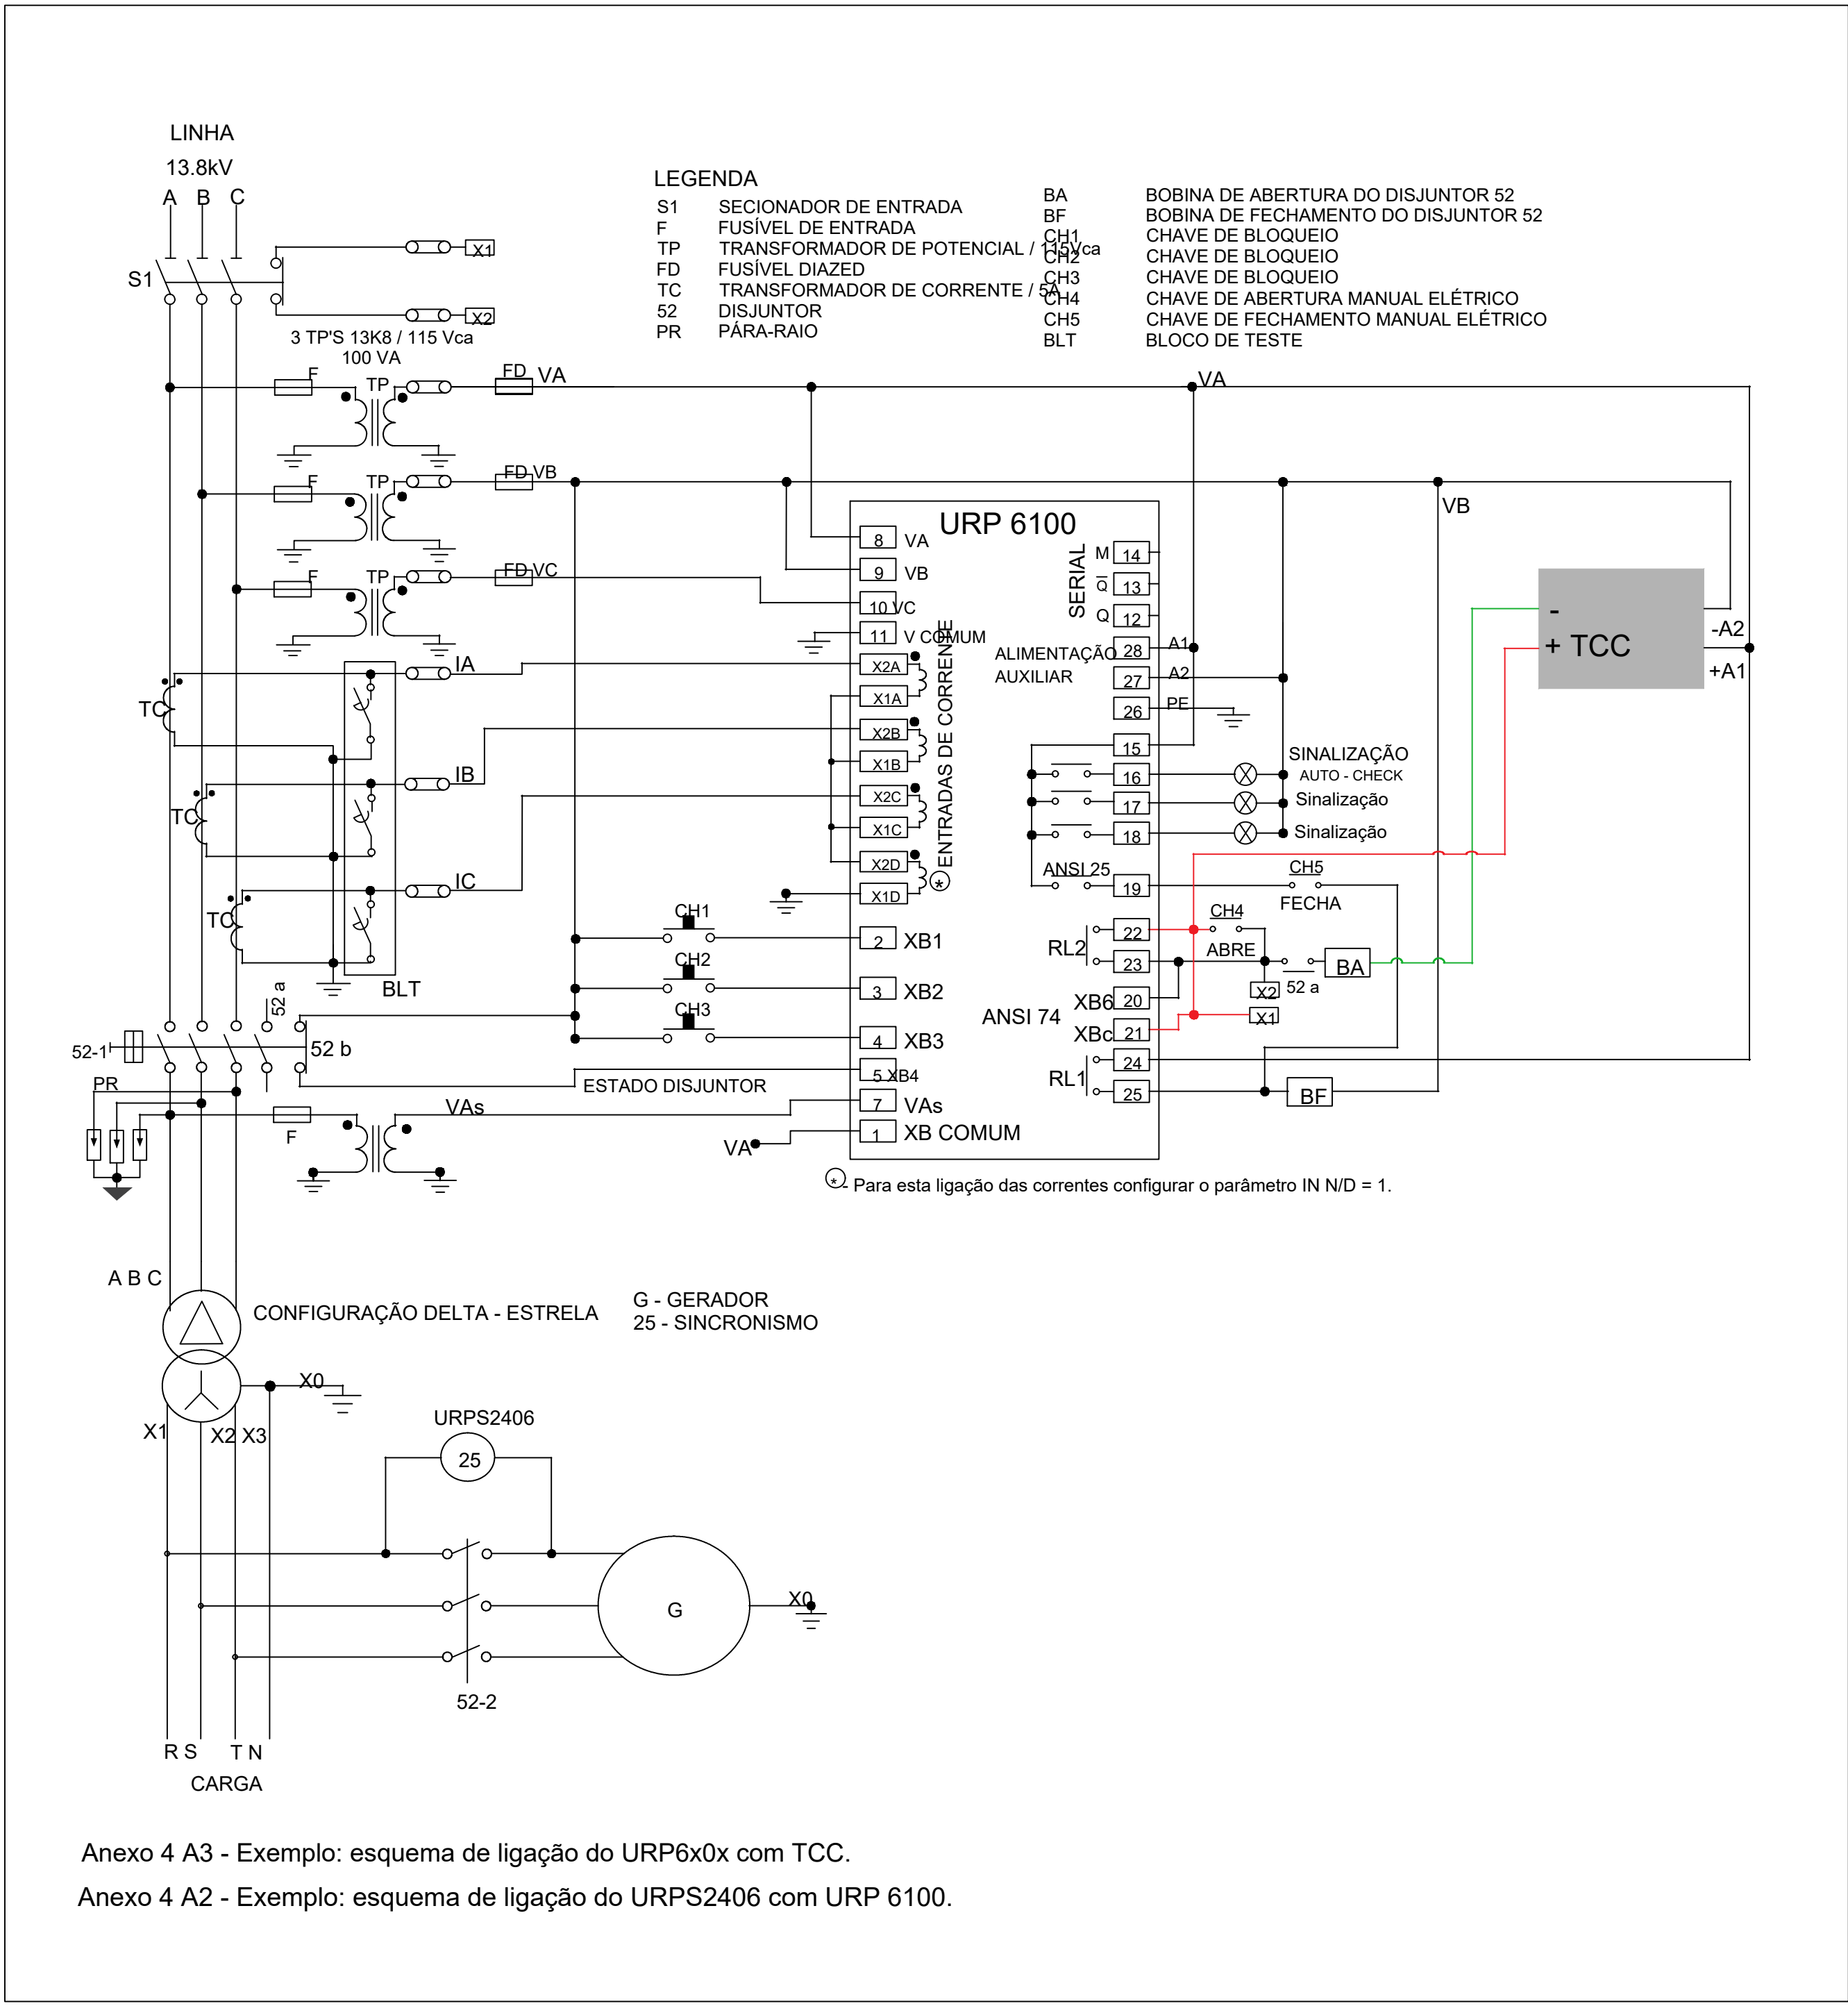 LINHA
13.8kV
A B C
S1
X1
X2
3 TP'S 13K8 / 115 Vca
100 VA
LEGENDA
S1 SECIONADOR DE ENTRADA
F FUSÍVEL DE ENTRADA
TP TRANSFORMADOR DE POTENCIAL / 115Vca
FD FUSÍVEL DIAZED
TC TRANSFORMADOR DE CORRENTE / 5A
52 DISJUNTOR
PR PÁRA-RAIO
BA BOBINA DE ABERTURA DO DISJUNTOR 52
BF BOBINA DE FECHAMENTO DO DISJUNTOR 52
CH1 CHAVE DE BLOQUEIO
CH2 CHAVE DE BLOQUEIO
CH3 CHAVE DE BLOQUEIO
CH4 CHAVE DE ABERTURA MANUAL ELÉTRICO
CH5 CHAVE DE FECHAMENTO MANUAL ELÉTRICO
BLT BLOCO DE TESTE
F TP FD VA
VA
F TP FD VB
VB
F TP FD VC
TC IA
TC IB
TC IC
BLT
URP 6100
8 VA
9 VB
10 VC
11 V COMUM
X2A
X1A
X2B
X1B
X2C
X1C
X2D
X1D
*
ENTRADAS DE CORRENTE
CH1
2 XB1
CH2
3 XB2
CH3
4 XB3
5 XB4
ESTADO DISJUNTOR
7 VAs
1 XB COMUM
VA
SERIAL
M 14
Q 13
Q 12
ALIMENTAÇÃO
AUXILIAR
28 A1
27 A2
26 PE
15
16
17
18
SINALIZAÇÃO
AUTO - CHECK
Sinalização
Sinalização
ANSI 25
19
CH5
FECHA
RL2
22
23
CH4
ABRE
52 a
BA
X2
X1
ANSI 74
XB6 20
XBc 21
RL1
24
25
BF
-
+ TCC
-A2
+A1
52 a
52-1
52 b
PR
F
VAs
* - Para esta ligação das correntes configurar o parâmetro IN N/D = 1.
A B C
CONFIGURAÇÃO DELTA - ESTRELA
G - GERADOR
25 - SINCRONISMO
X0
X1 X2 X3
URPS2406
25
G
X0
52-2
R S T N
CARGA
Anexo 4 A3 - Exemplo: esquema de ligação do URP6x0x com TCC.
Anexo 4 A2 - Exemplo: esquema de ligação do URPS2406 com URP 6100.